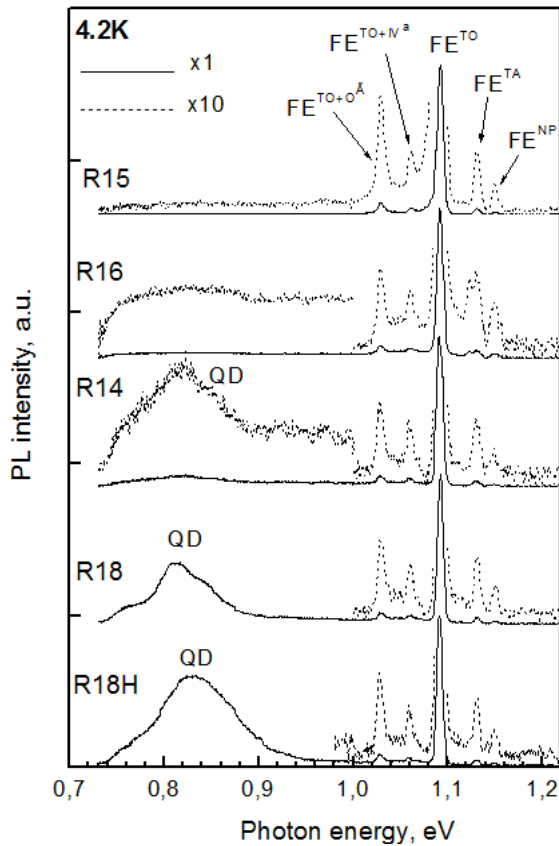 4.2K
x1
x10
FE^TO+IV^a
FE^TO
FE^TO+O^Å
FE^TA
FE^NP
R15
R16
R14
QD
R18
QD
R18H
QD
PL intensity, a.u.
0,7 0,8 0,9 1,0 1,1 1,2
Photon energy, eV